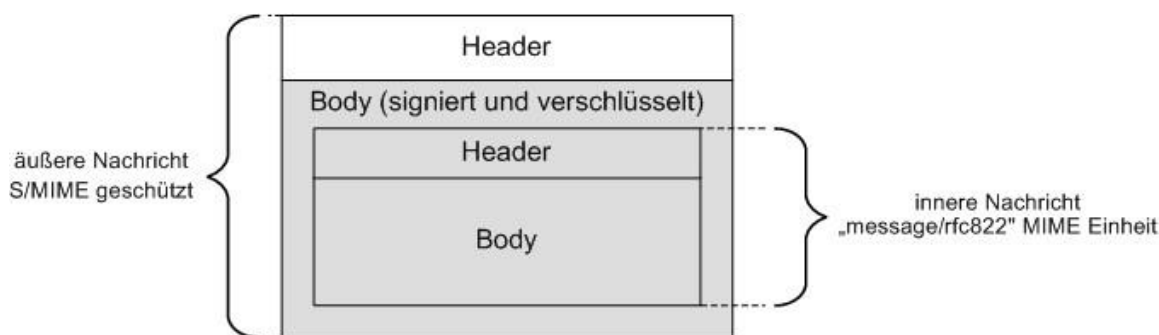 Header
Body (signiert und verschlüsselt)
Header
Body
äußere Nachricht
S/MIME geschützt
innere Nachricht
„message/rfc822" MIME Einheit